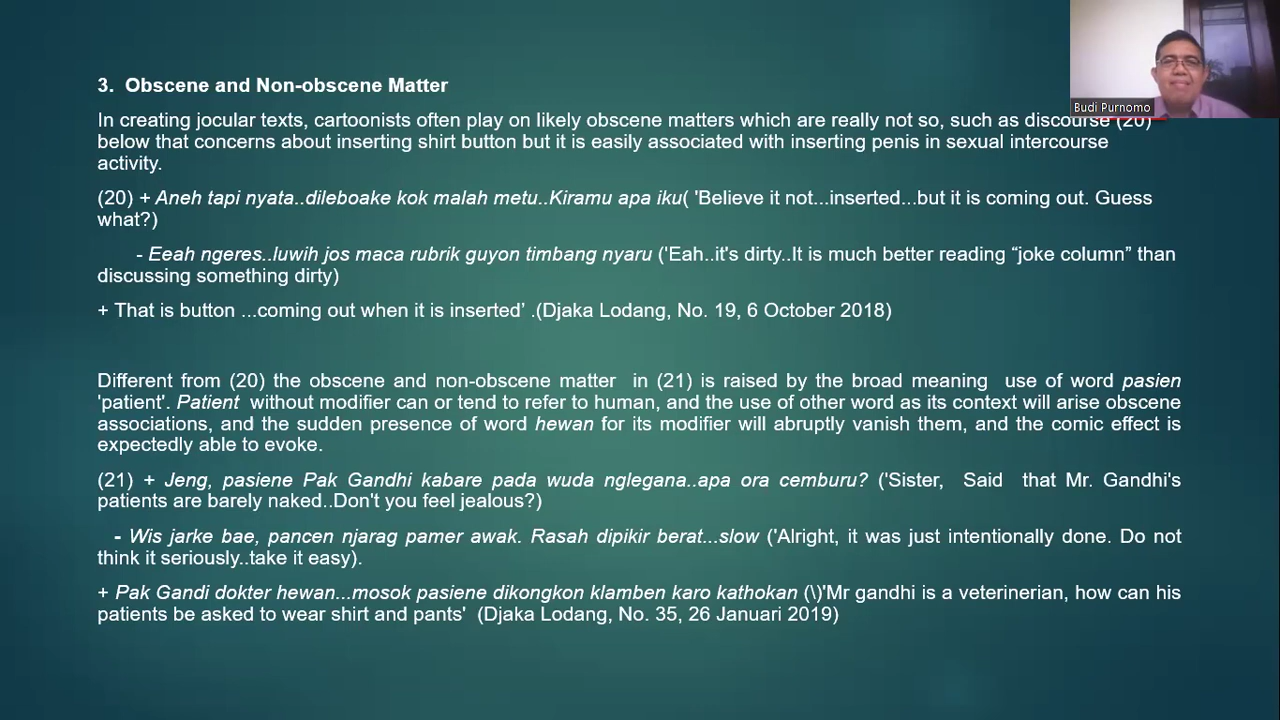 Budi Purnomo
3. Obscene and Non-obscene Matter
In creating jocular texts, cartoonists often play on likely obscene matters which are really not so, such as discourse (20)
below that concerns about inserting shirt button but it is easily associated with inserting penis in sexual intercourse
activity.
(20) + Aneh tapi nyata..dileboake kok malah metu..Kiramu apa iku( 'Believe it not...inserted...but it is coming out. Guess
what?)
- Eeah ngeres..luwih jos maca rubrik guyon timbang nyaru ('Eah..it's dirty..It is much better reading “joke column” than
discussing something dirty)
+ That is button ...coming out when it is inserted’ .(Djaka Lodang, No. 19, 6 October 2018)
Different from (20) the obscene and non-obscene matter in (21) is raised by the broad meaning use of word pasien
'patient'. Patient without modifier can or tend to refer to human, and the use of other word as its context will arise obscene
associations, and the sudden presence of word hewan for its modifier will abruptly vanish them, and the comic effect is
expectedly able to evoke.
(21) + Jeng, pasiene Pak Gandhi kabare pada wuda nglegana..apa ora cemburu? ('Sister, Said that Mr. Gandhi's
patients are barely naked..Don't you feel jealous?)
- Wis jarke bae, pancen njarag pamer awak. Rasah dipikir berat...slow ('Alright, it was just intentionally done. Do not
think it seriously..take it easy).
+ Pak Gandi dokter hewan...mosok pasiene dikongkon klamben karo kathokan (\)'Mr gandhi is a veterinerian, how can his
patients be asked to wear shirt and pants' (Djaka Lodang, No. 35, 26 Januari 2019)